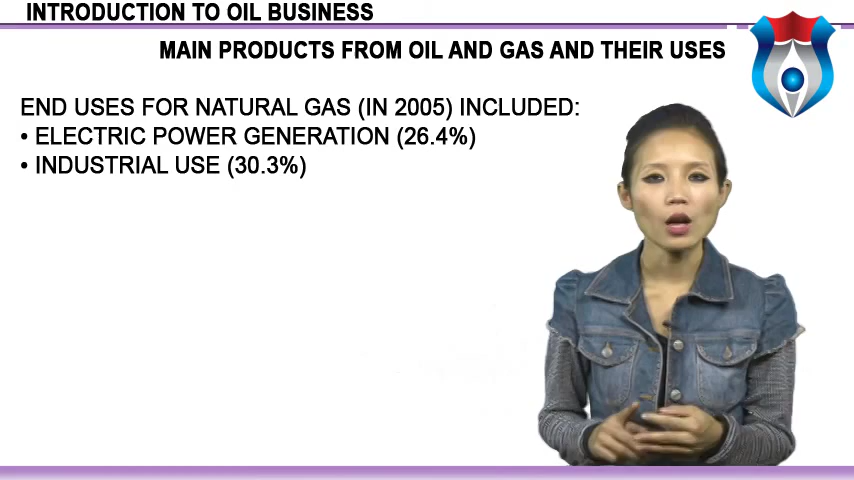 INTRODUCTION TO OIL BUSINESS
MAIN PRODUCTS FROM OIL AND GAS AND THEIR USES
END USES FOR NATURAL GAS (IN 2005) INCLUDED:
• ELECTRIC POWER GENERATION (26.4%)
• INDUSTRIAL USE (30.3%)